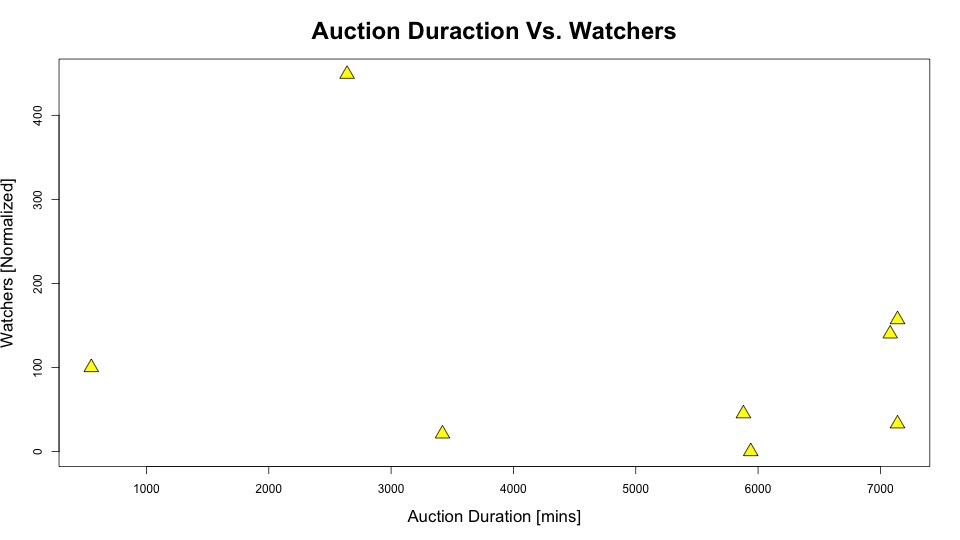 Auction Duraction Vs. Watchers
Watchers [Normalized]
400
300
200
100
0
1000 2000 3000 4000 5000 6000 7000
Auction Duration [mins]